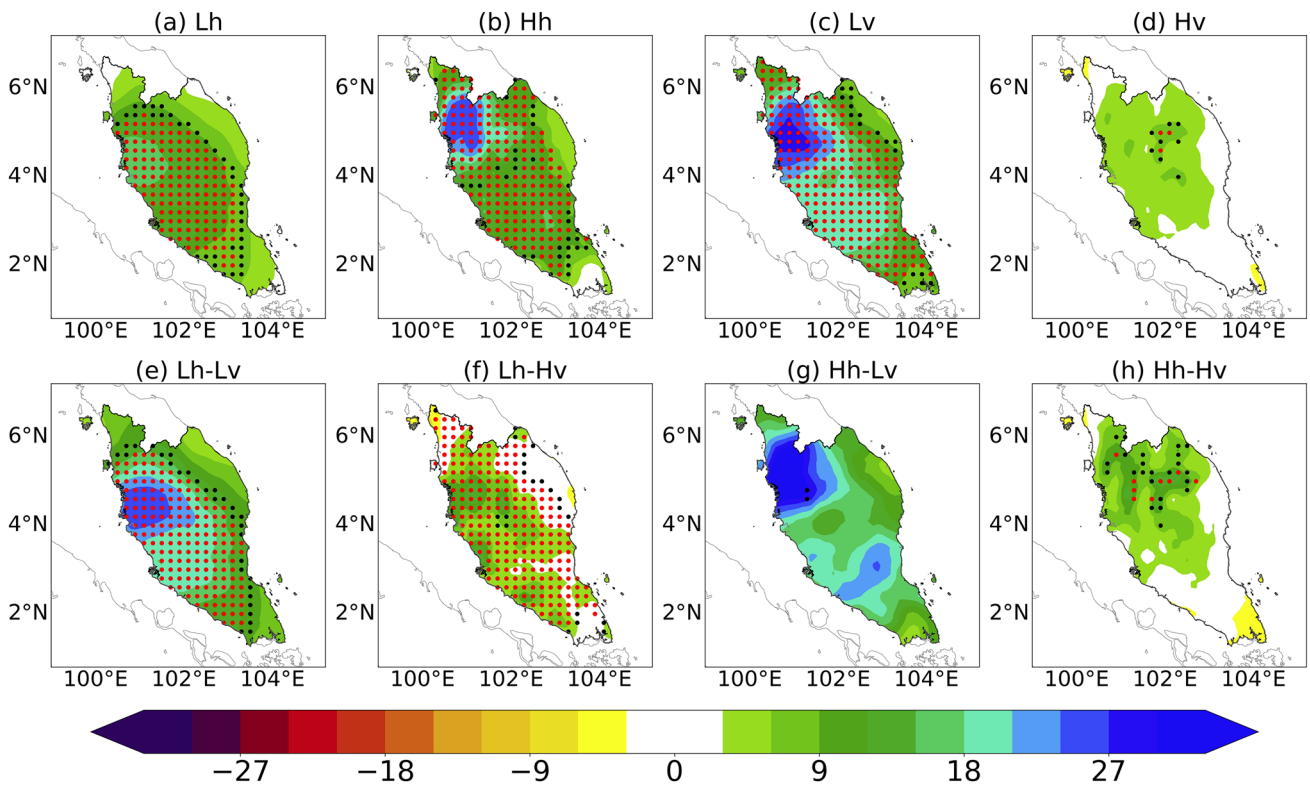 (a) Lh (b) Hh (c) Lv (d) Hv
6°N 6°N 6°N 6°N
4°N 4°N 4°N 4°N
2°N 2°N 2°N 2°N
100°E 102°E 104°E 100°E 102°E 104°E 100°E 102°E 104°E 100°E 102°E 104°E
(e) Lh-Lv (f) Lh-Hv (g) Hh-Lv (h) Hh-Hv
6°N 6°N 6°N 6°N
4°N 4°N 4°N 4°N
2°N 2°N 2°N 2°N
100°E 102°E 104°E 100°E 102°E 104°E 100°E 102°E 104°E 100°E 102°E 104°E
−27 −18 −9 0 9 18 27